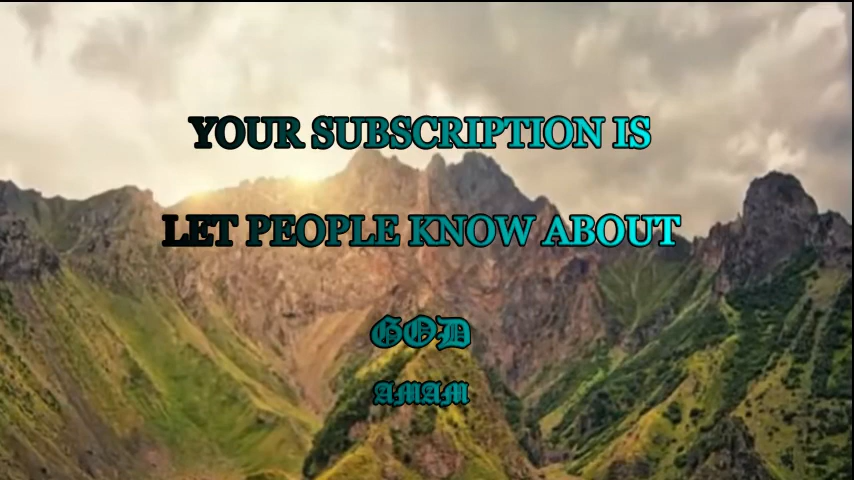 YOUR SUBSCRIPTION IS
LET PEOPLE KNOW ABOUT
GOD
AMAM